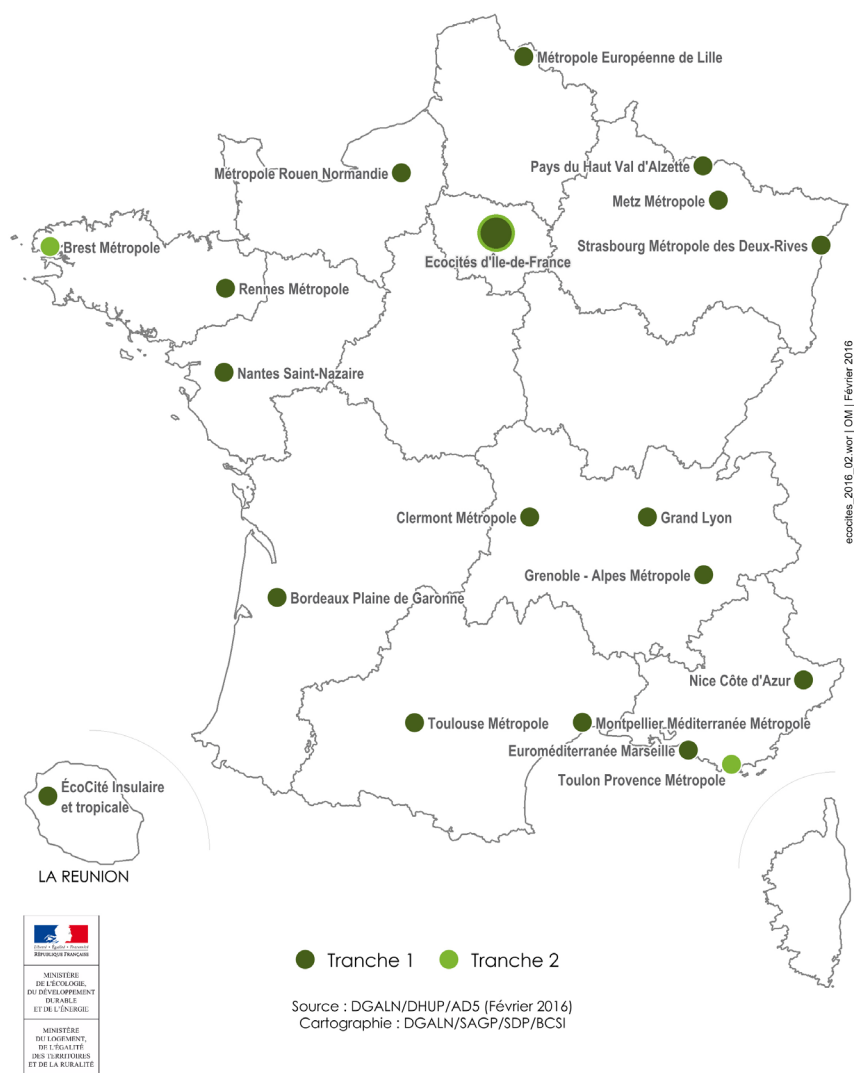 Métropole Européenne de Lille
Métropole Rouen Normandie
Pays du Haut Val d'Alzette
Metz Métropole
Brest Métropole
Strasbourg Métropole des Deux-Rives
Ecocités d'Île-de-France
Rennes Métropole
Nantes Saint-Nazaire
ecocites_2016_02.wor | OM | Février 2016
Clermont Métropole
Grand Lyon
Grenoble - Alpes Métropole
Bordeaux Plaine de Garonne
Nice Côte d'Azur
Toulouse Métropole
Montpellier Méditerranée Métropole
Euroméditerranée Marseille
Toulon Provence Métropole
ÉcoCité Insulaire
et tropicale
LA REUNION
Liberté • Égalité • Fraternité
RÉPUBLIQUE FRANÇAISE
MINISTÈRE
DE L'ÉCOLOGIE,
DU DÉVELOPPEMENT
DURABLE
ET DE L'ÉNERGIE
MINISTÈRE
DU LOGEMENT,
DE L'ÉGALITÉ
DES TERRITOIRES
ET DE LA RURALITÉ
Tranche 1
Tranche 2
Source : DGALN/DHUP/AD5 (Février 2016)
Cartographie : DGALN/SAGP/SDP/BCSI